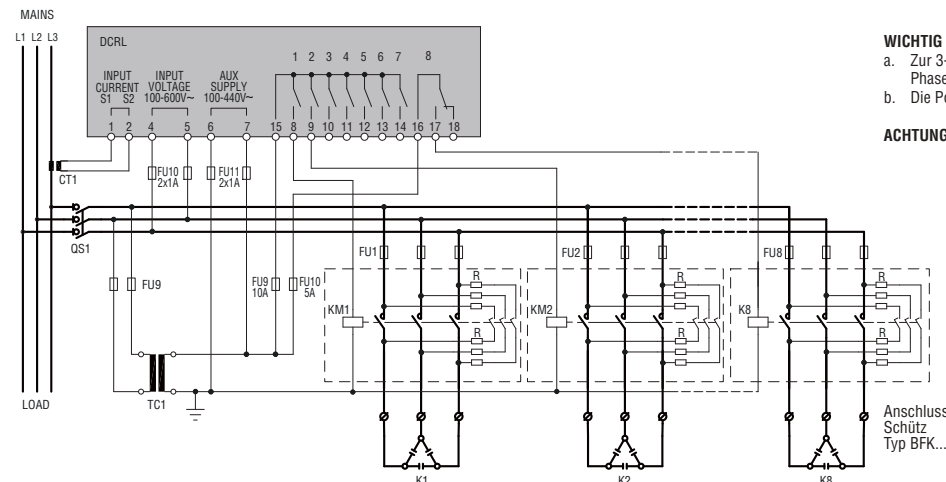 MAINS
L1 L2 L3
DCRL
1 2 3 4 5 6 7 8
INPUT CURRENT
S1 S2
INPUT VOLTAGE
100-600V~
AUX SUPPLY
100-440V~
1 2 4 5 6 7 15 8 9 10 11 12 13 14 16 17 18
CT1
FU10
2x1A
FU11
2x1A
QS1
FU9
FU9
10A
FU10
5A
FU1
FU2
FU8
KM1
R
R
KM2
R
R
K8
R
R
LOAD
TC1
K1
K2
K8
WICHTIG
a. Zur 3-
Phase
b. Die Po
ACHTUNG
Anschluss
Schütz
Typ BFK...